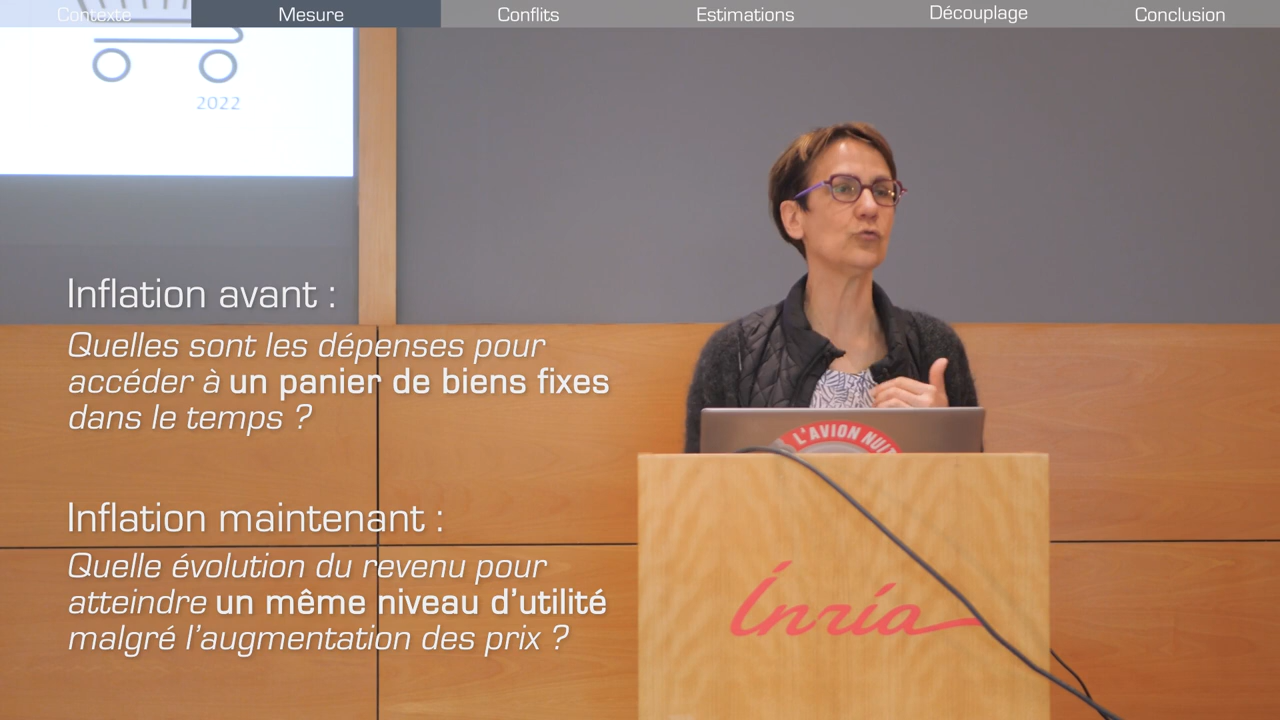 Contexte
Mesure
Conflits
Estimations
Découplage
Conclusion
2022
Inflation avant :
Quelles sont les dépenses pour
accéder à un panier de biens fixes
dans le temps ?
Inflation maintenant :
Quelle évolution du revenu pour
atteindre un même niveau d'utilité
malgré l'augmentation des prix ?
L'AVION NUIT
Inria